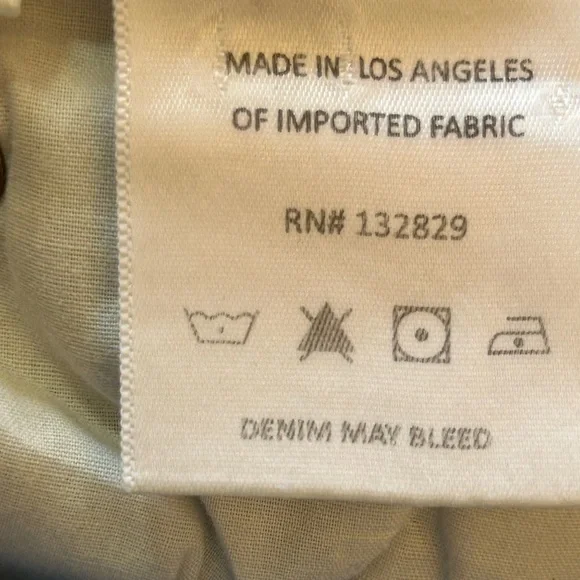 MADE IN LOS ANGELES
OF IMPORTED FABRIC
RN# 132829
DENIM MAY BLEED